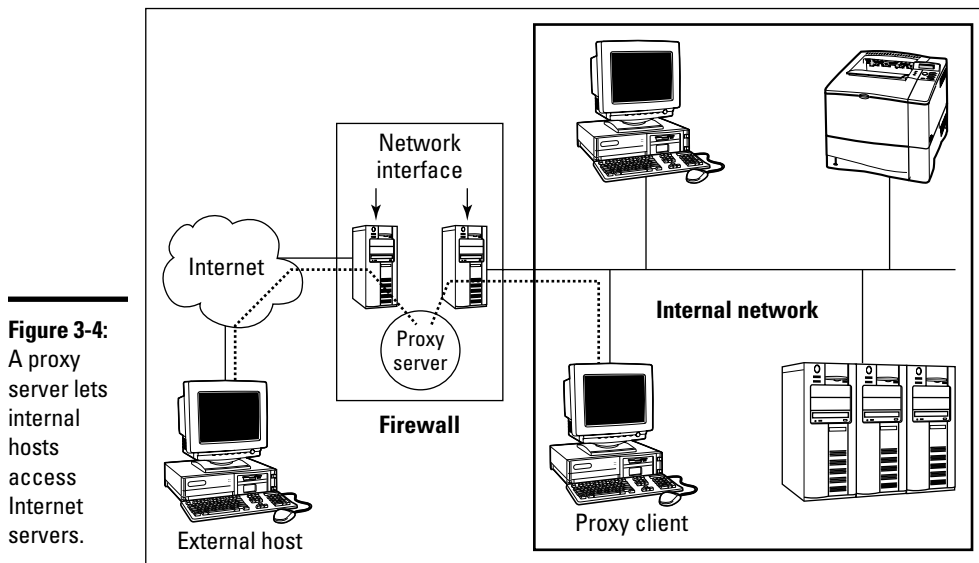 Network
interface
Internet
Proxy
server
Internal network
Firewall
External host
Proxy client
Figure 3-4:
A proxy
server lets
internal
hosts
access
Internet
servers.